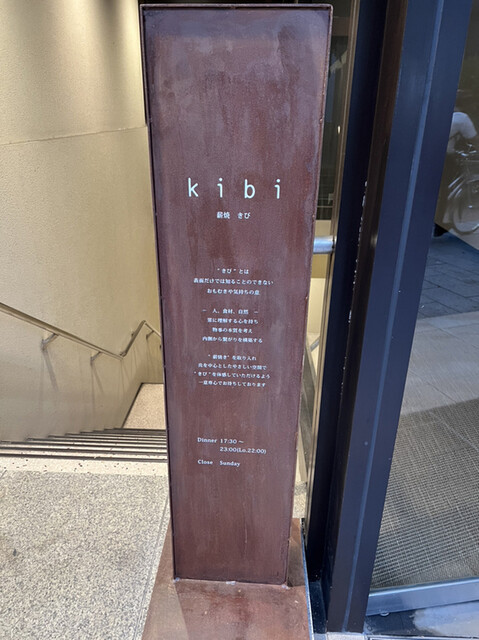 kibi
薪焼 きび
"きび"とは
表面だけでは知ることのできない
おもむきや気持ちの意
― 人、食材、自然 ―
常に理解する心を持ち
物事の本質を考え
内側から繋がりを構築する
"薪焼き"を取り入れ
炎を中心としたやさしい空間で
"きび"を体感していただけるよう
一意専心でお待ちしております
Dinner 17:30～
23:00(Lo.22:00)
Close Sunday